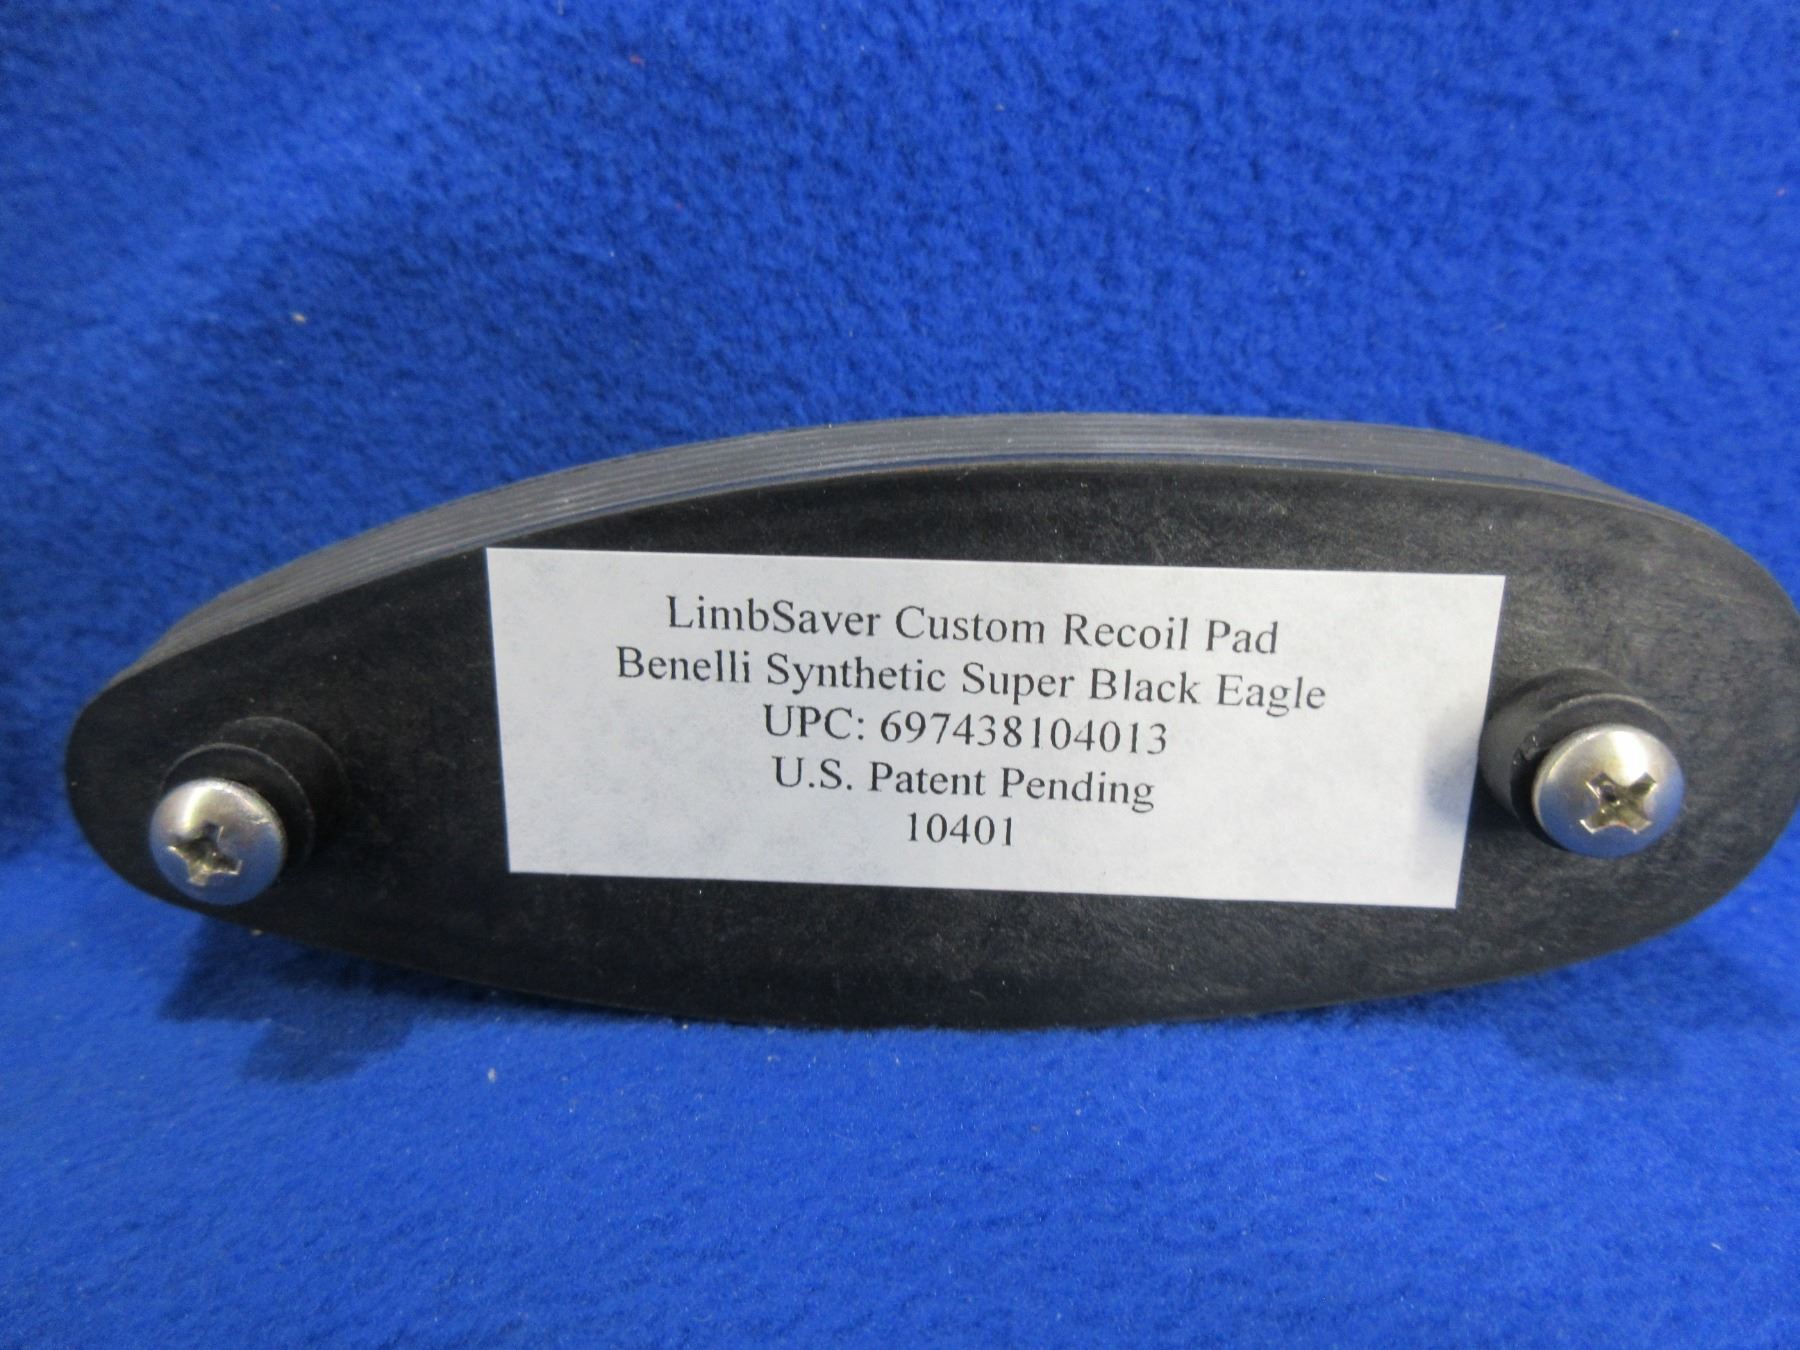 LimbSaver Custom Recoil Pad
Benelli Synthetic Super Black Eagle
UPC: 697438104013
U.S. Patent Pending
10401